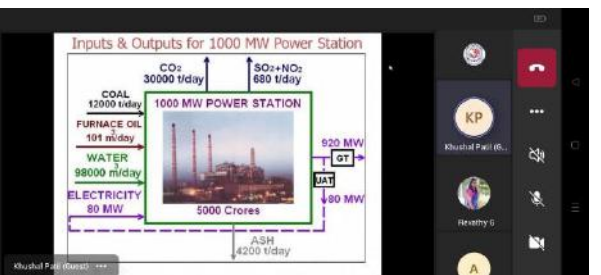 Inputs & Outputs for 1000 MW Power Station
CO2
30000 t/day
SO2+NO2
680 t/day
COAL
12000 t/day
1000 MW POWER STATION
FURNACE OIL
101 m3/day
920 MW
GT
WATER
98000 m3/day
UAT
ELECTRICITY
80 MW
80 MW
5000 Crores
ASH
4200 t/day
KP
Khushal Patil (G...
Revathy G
A
Khushal Patil (Guest) •••